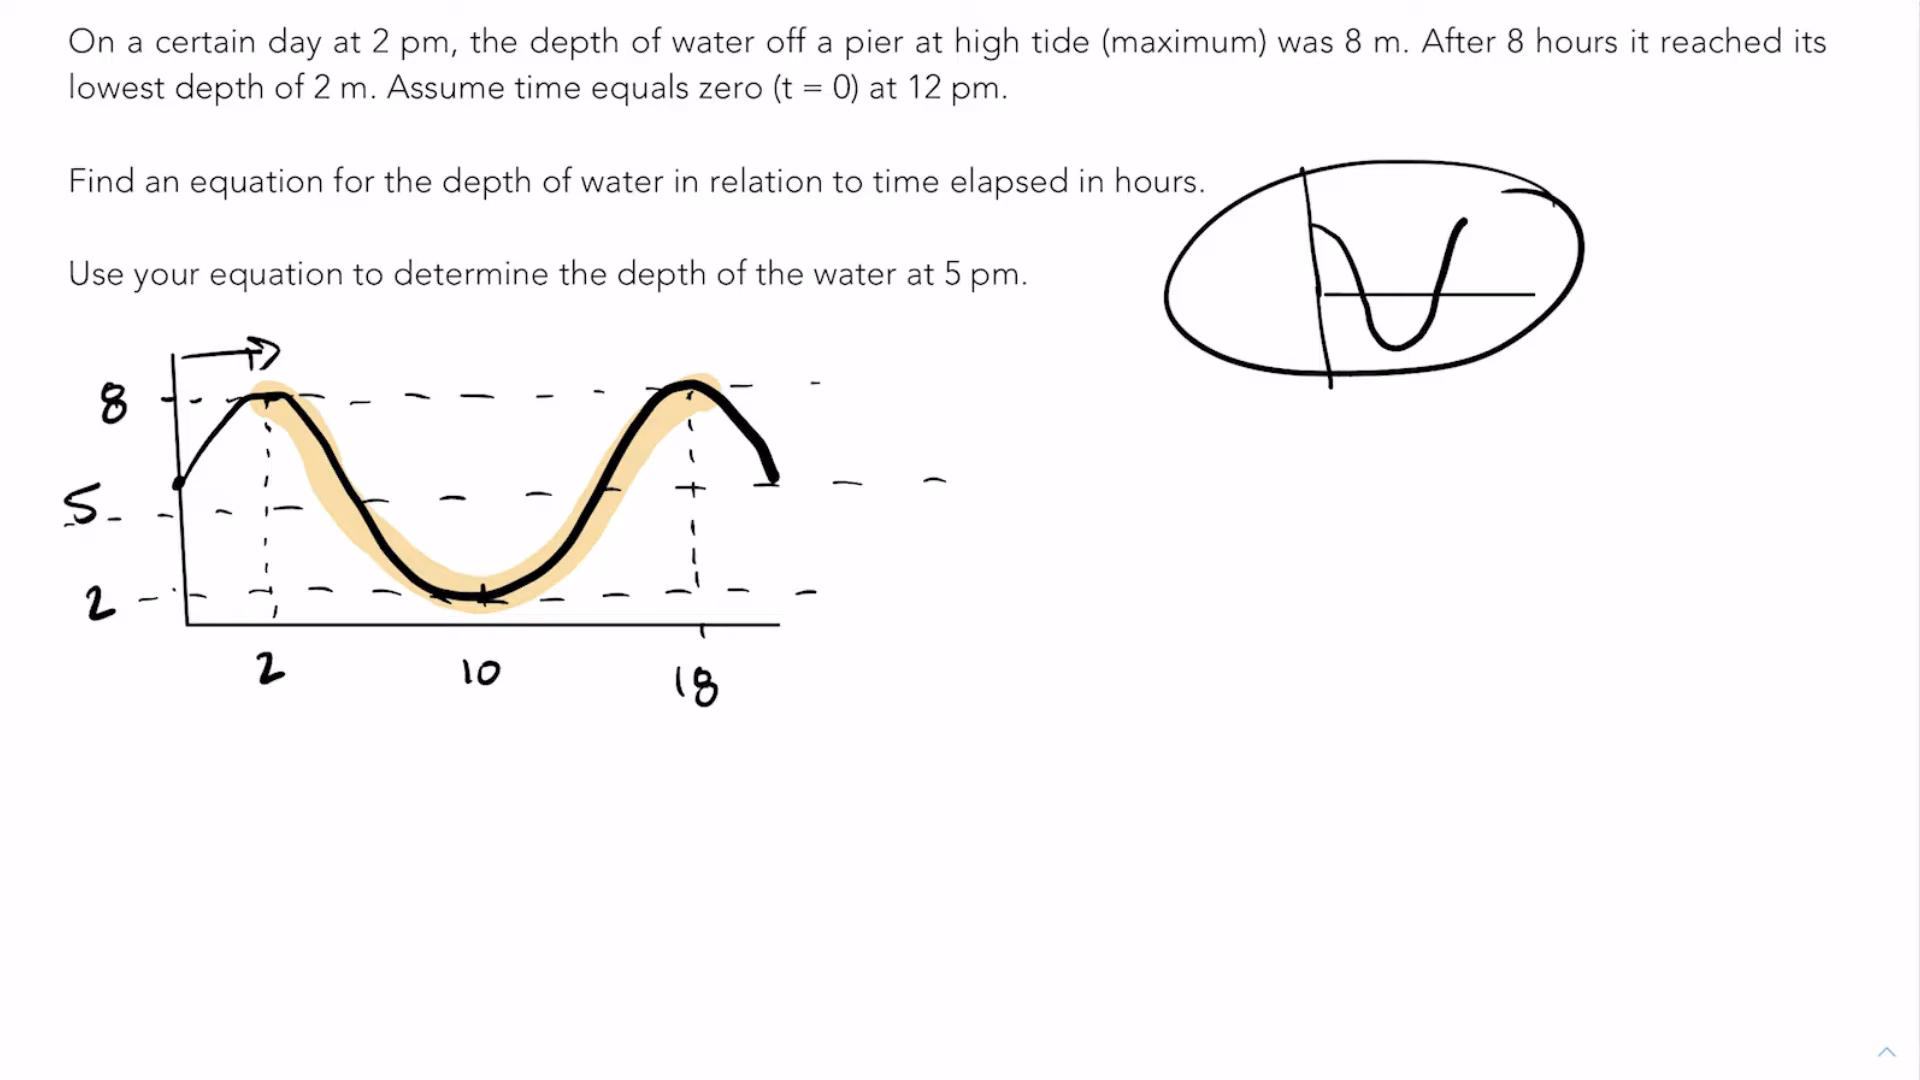 On a certain day at 2 pm, the depth of water off a pier at high tide (maximum) was 8 m. After 8 hours it reached its
lowest depth of 2 m. Assume time equals zero (t = 0) at 12 pm.
Find an equation for the depth of water in relation to time elapsed in hours.
Use your equation to determine the depth of the water at 5 pm.
8
5
2
2 10 18